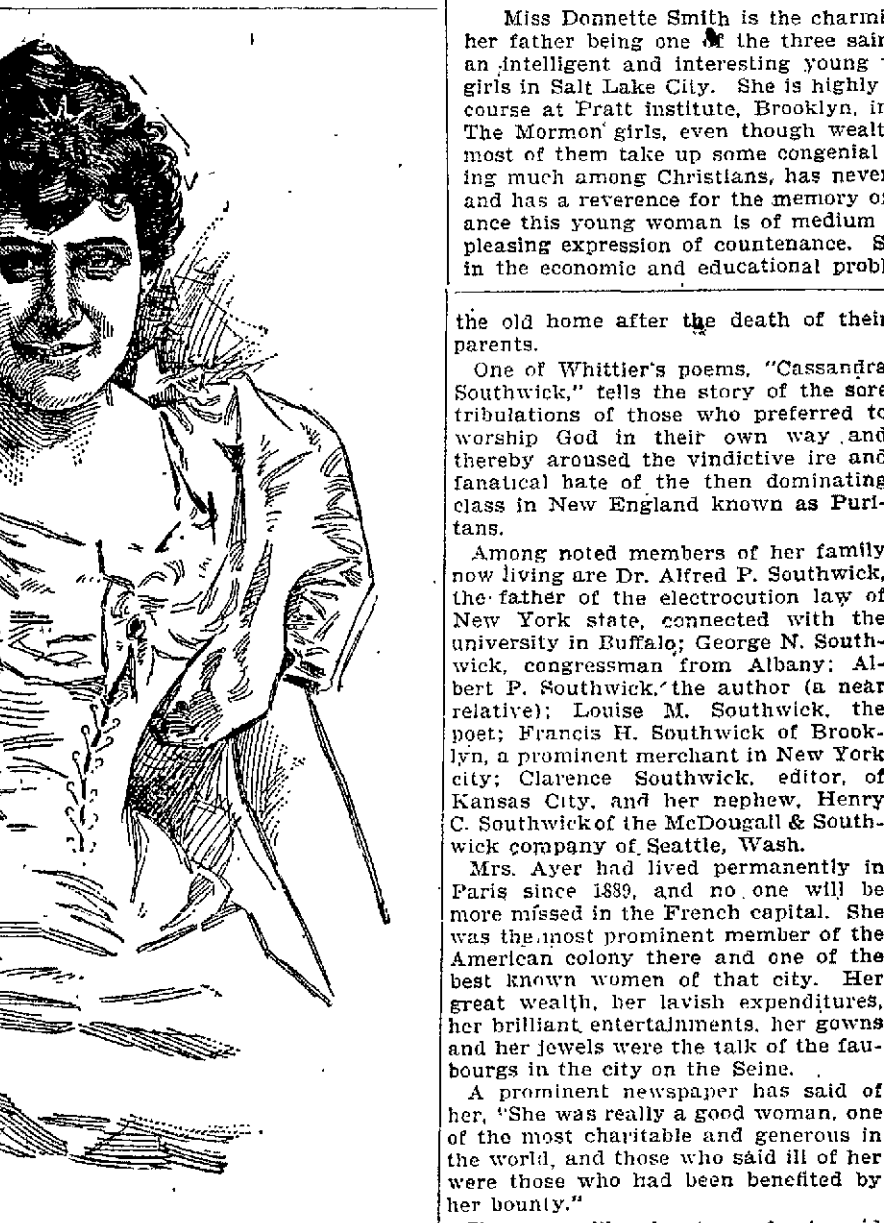 Miss Donnette Smith is the charmi
her father being one of the three sain
an intelligent and interesting young
girls in Salt Lake City. She is highly
course at Pratt institute, Brooklyn, in
The Mormon girls, even though wealt
most of them take up some congenial
ing much among Christians, has never
and has a reverence for the memory of
ance this young woman is of medium
pleasing expression of countenance. S
in the economic and educational probl
the old home after the death of their
parents.
One of Whittier's poems, "Cassandra
Southwick," tells the story of the sore
tribulations of those who preferred to
worship God in their own way and
thereby aroused the vindictive ire and
fanatical hate of the then dominating
class in New England known as Puri-
tans.
Among noted members of her family
now living are Dr. Alfred P. Southwick,
the father of the electrocution law of
New York state, connected with the
university in Buffalo; George N. South-
wick, congressman from Albany; Al-
bert P. Southwick, the author (a near
relative); Louise M. Southwick, the
poet; Francis H. Southwick of Brook-
lyn, a prominent merchant in New York
city; Clarence Southwick, editor, of
Kansas City, and her nephew, Henry
C. Southwick of the McDougall & South-
wick company of Seattle, Wash.
Mrs. Ayer had lived permanently in
Paris since 1889, and no one will be
more missed in the French capital. She
was the most prominent member of the
American colony there and one of the
best known women of that city. Her
great wealth, her lavish expenditures,
her brilliant entertainments, her gowns
and her jewels were the talk of the fau-
bourgs in the city on the Seine.
A prominent newspaper has said of
her, "She was really a good woman, one
of the most charitable and generous in
the world, and those who said ill of her
were those who had been benefited by
her bounty."